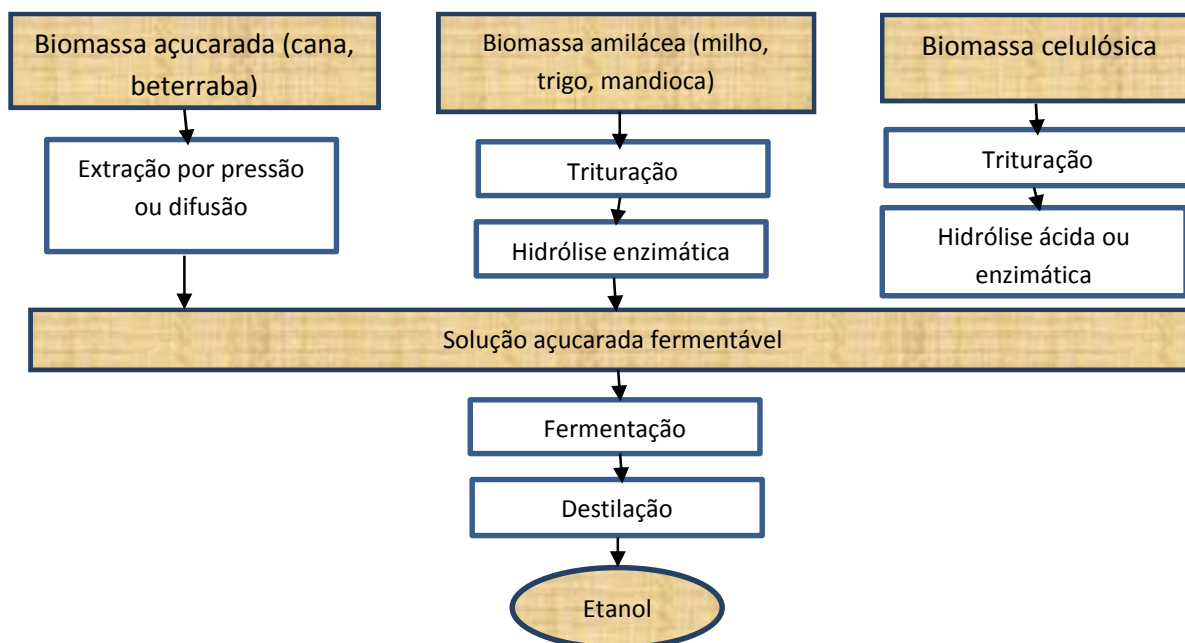 Biomassa açucarada (cana,
beterraba)
Biomassa amilácea (milho,
trigo, mandioca)
Biomassa celulósica
Extração por pressão
ou difusão
Trituração
Hidrólise enzimática
Trituração
Hidrólise ácida ou
enzimática
Solução açucarada fermentável
Fermentação
Destilação
Etanol